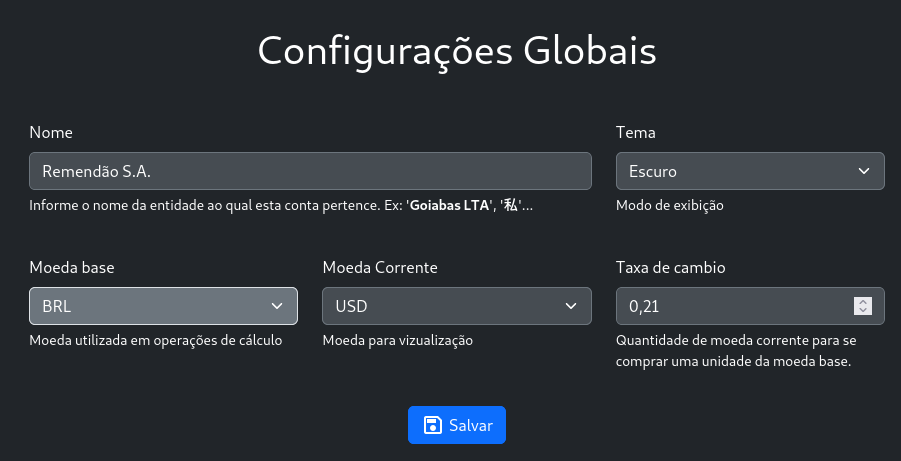 Configurações Globais
Nome
Tema
Remendão S.A.
Escuro
Informe o nome da entidade ao qual esta conta pertence. Ex: 'Goiabas LTA', '私'...
Modo de exibição
Moeda base
Moeda Corrente
Taxa de cambio
BRL
USD
0,21
Moeda utilizada em operações de cálculo
Moeda para vizualização
Quantidade de moeda corrente para se
comprar uma unidade da moeda base.
Salvar